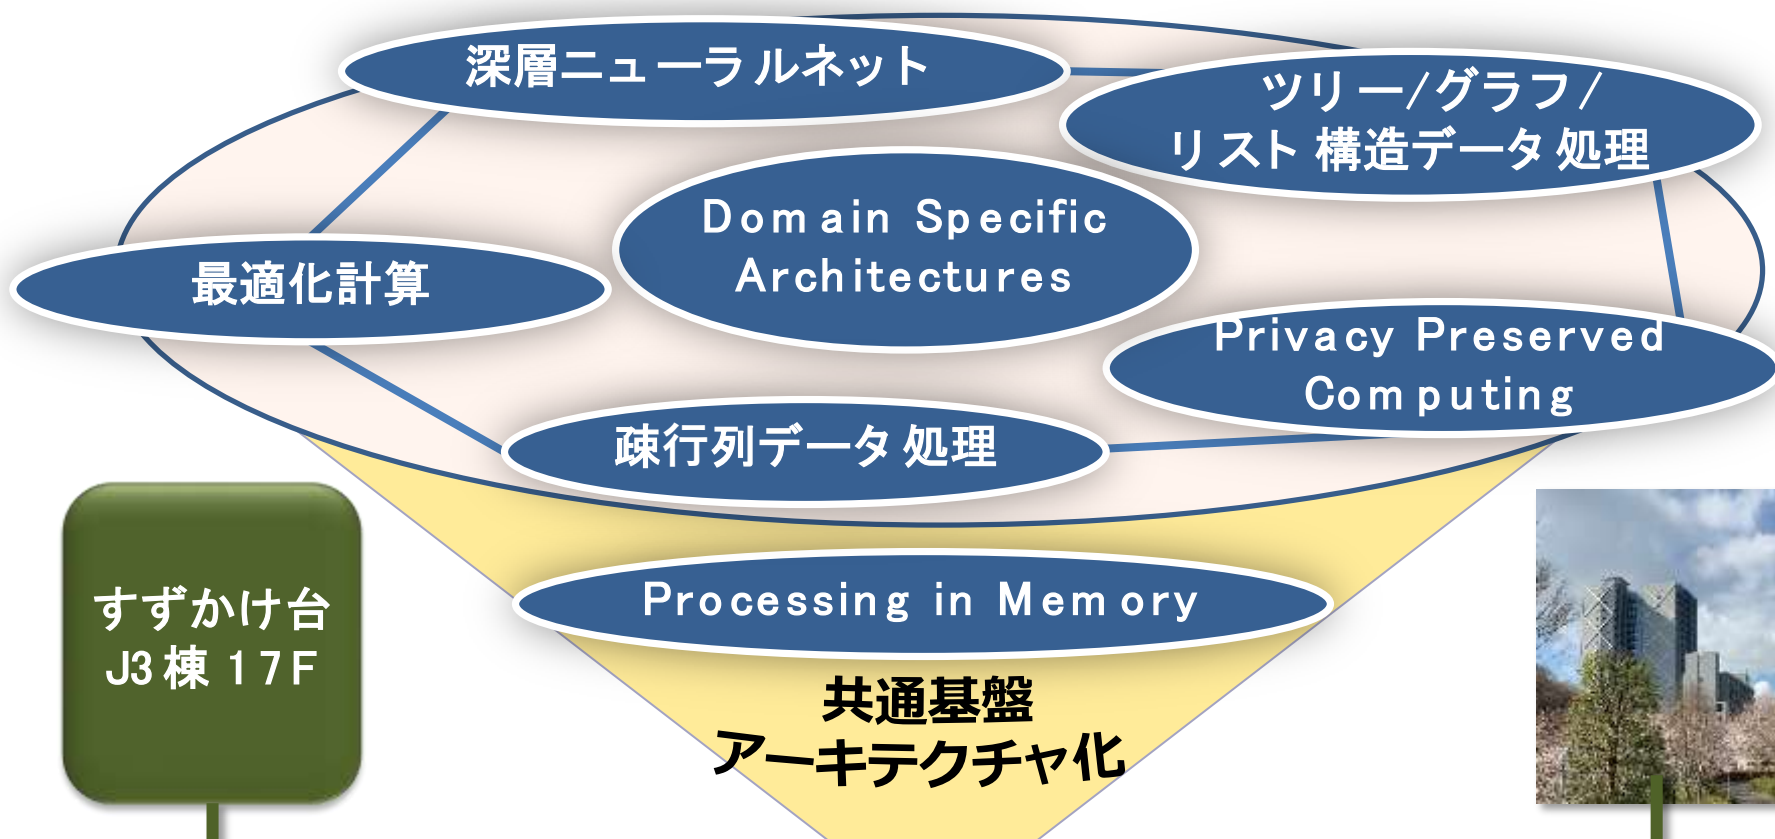 深層ニューラルネット
ツリー/グラフ/
リスト構造データ処理
Domain Specific
Architectures
最適化計算
Privacy Preserved
Computing
疎行列データ処理
Processing in Memory
すずかけ台
J3棟17F
共通基盤
アーキテクチャ化